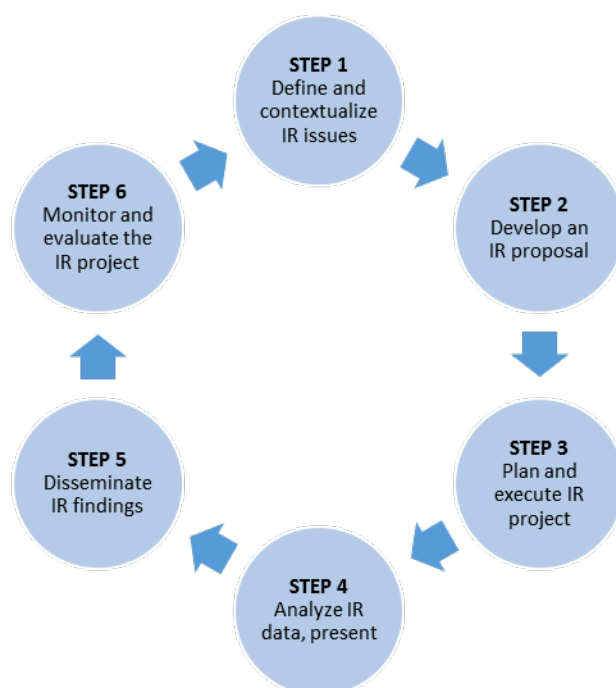 STEP 1
Define and
contextualize
IR issues
STEP 2
Develop an
IR proposal
STEP 3
Plan and
execute IR
project
STEP 4
Analyze IR
data, present
STEP 5
Disseminate
IR findings
STEP 6
Monitor and
evaluate the
IR project